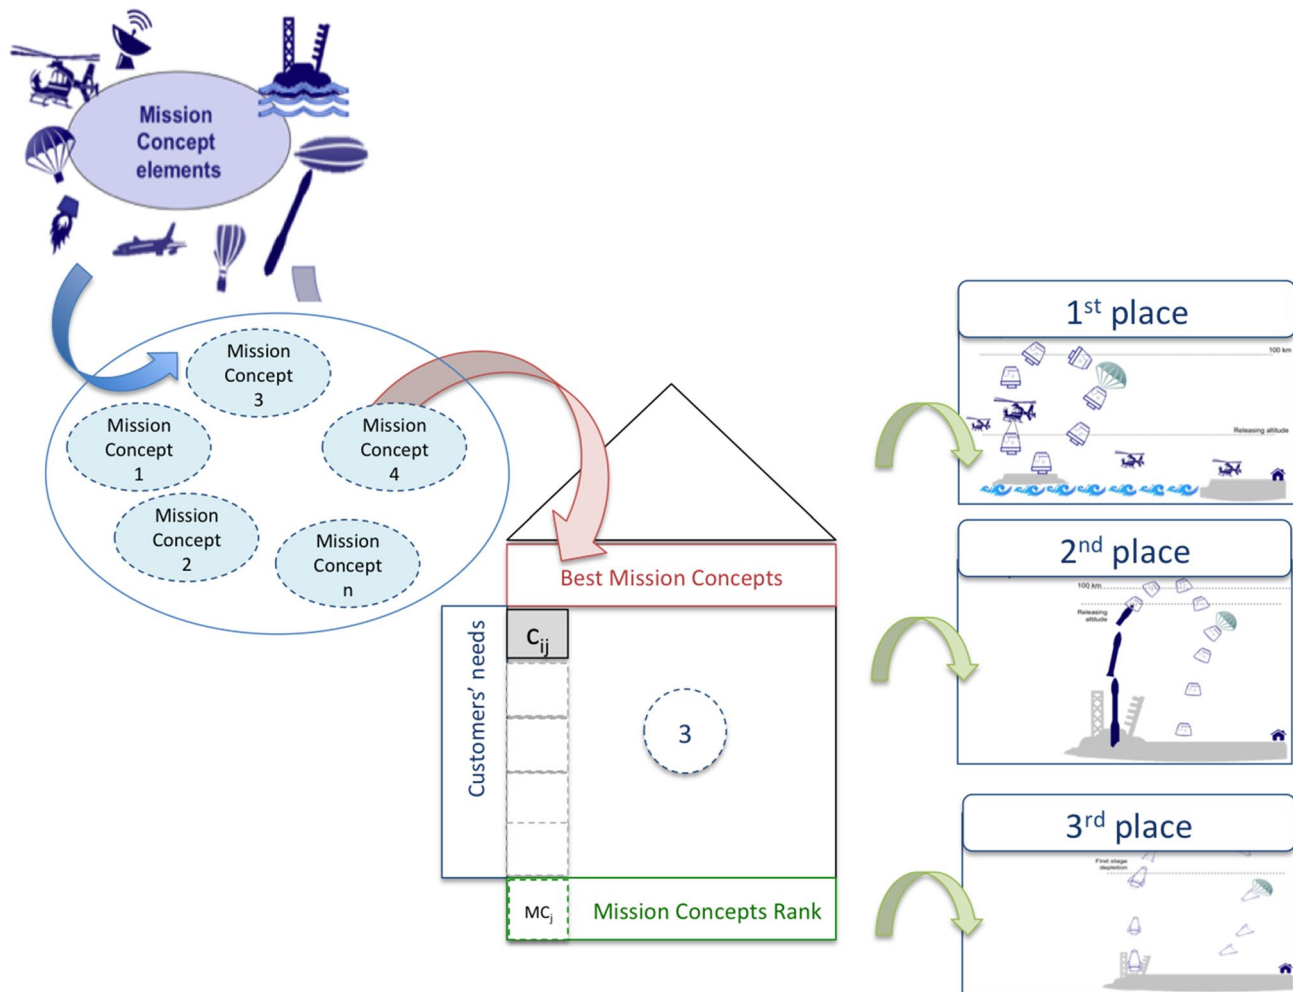 Mission
Concept
elements
Mission
Concept
3
Mission
Concept
1
Mission
Concept
4
Mission
Concept
2
Mission
Concept
n
Best Mission Concepts
Customers' needs
Cij
3
MCj
Mission Concepts Rank
1st place
100 km
Releasing altitude
2nd place
100 km
Releasing
altitude
3rd place
First stage
depletion